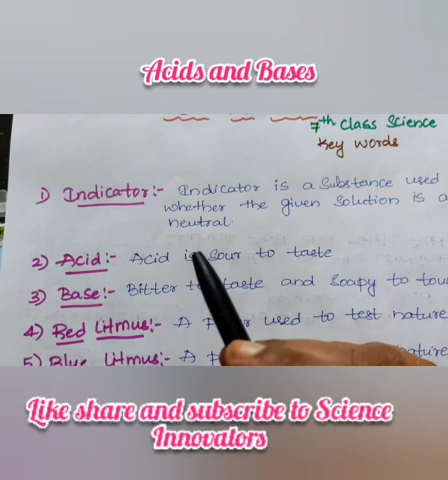 Acids and Bases
7th Class Science
Key words
1) Indicator:- Indicator is a Substance used
whether the given Solution is a
neutral.
2) Acid:- Acid is Sour to taste
3) Base:- Bitter to taste and Soapy to tou
4) Red Litmus:- A used to test nature
5) Blue Litmus:- A nature
Like share and subscribe to Science
Innovators